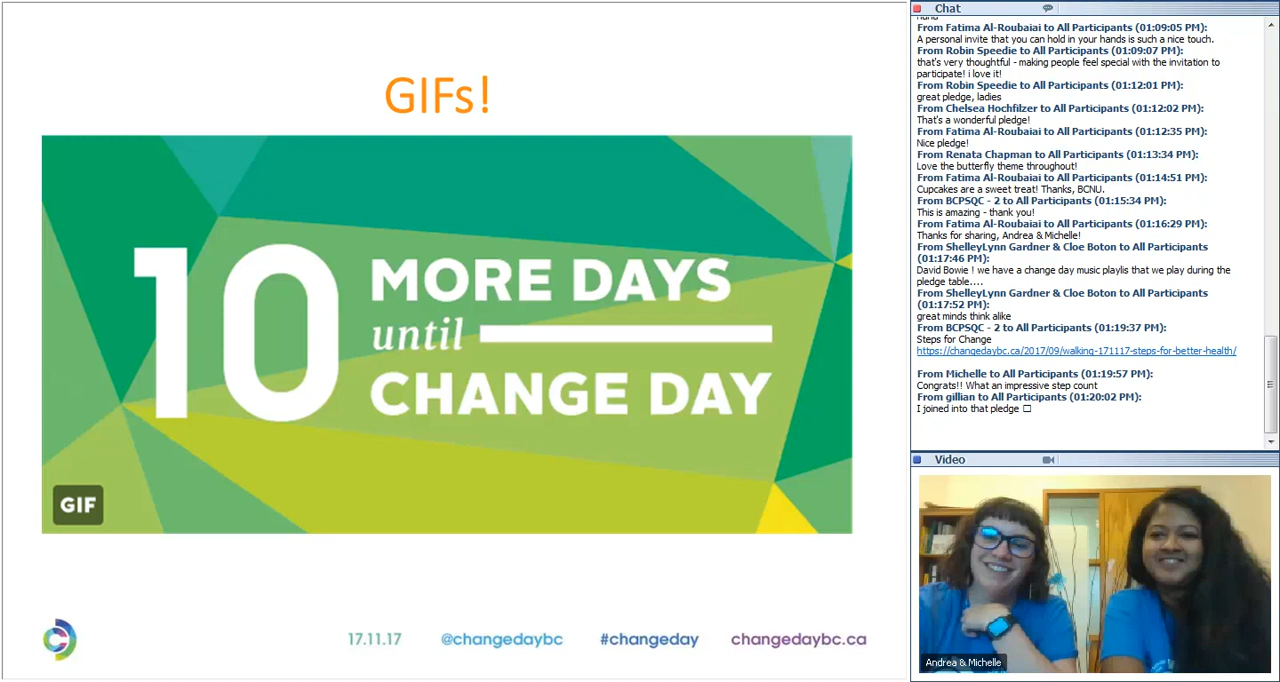 GIFs!
10
MORE DAYS
until
CHANGE DAY
GIF
17.11.17
@changedaybc
#changeday
changedaybc.ca
Chat
From Fatima Al-Roubaiai to All Participants (01:09:05 PM):
A personal invite that you can hold in your hands is such a nice touch.
From Robin Speedie to All Participants (01:09:07 PM):
that's very thoughtful - making people feel special with the invitation to
participate! i love it!
From Robin Speedie to All Participants (01:12:01 PM):
great pledge, ladies
From Chelsea Hochfilzer to All Participants (01:12:02 PM):
That's a wonderful pledge!
From Fatima Al-Roubaiai to All Participants (01:12:35 PM):
Nice pledge!
From Renata Chapman to All Participants (01:13:34 PM):
Love the butterfly theme throughout!
From Fatima Al-Roubaiai to All Participants (01:14:51 PM):
Cupcakes are a sweet treat! Thanks, BCNU.
From BCPSQC - 2 to All Participants (01:15:34 PM):
This is amazing - thank you!
From Fatima Al-Roubaiai to All Participants (01:16:29 PM):
Thanks for sharing, Andrea & Michelle!
From ShelleyLynn Gardner & Cloe Boton to All Participants
(01:17:46 PM):
David Bowie ! we have a change day music playlis that we play during the
pledge table....
From ShelleyLynn Gardner & Cloe Boton to All Participants
(01:17:52 PM):
great minds think alike
From BCPSQC - 2 to All Participants (01:19:37 PM):
Steps for Change
https://changedaybc.ca/2017/09/walking-171117-steps-for-better-health/
From Michelle to All Participants (01:19:57 PM):
Congrats!! What an impressive step count
From gillian to All Participants (01:20:02 PM):
I joined into that pledge □
Video
Andrea & Michelle